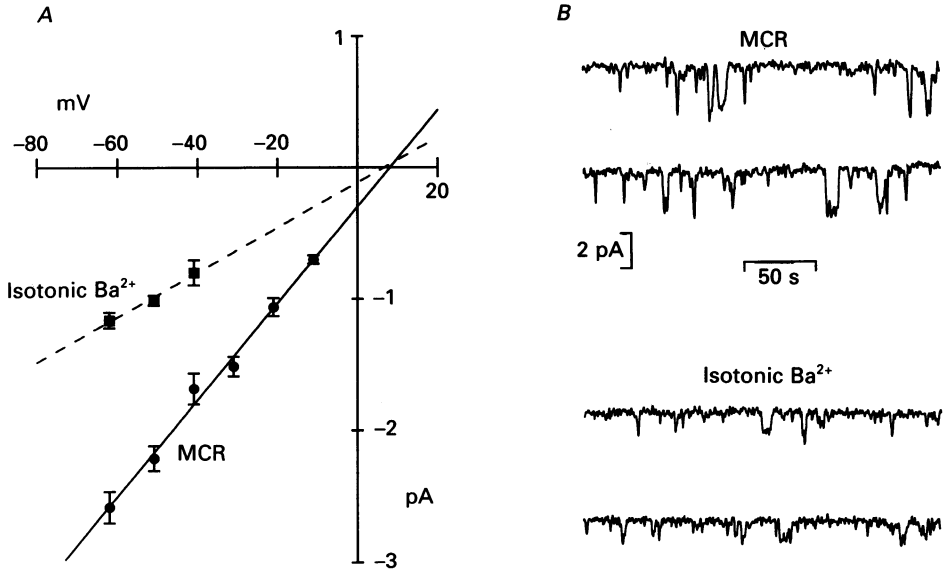 A
1
mV
−80 −60 −40 −20
20
Isotonic Ba²⁺
−1
−2
MCR
pA
−3
B
MCR
2 pA
50 s
Isotonic Ba²⁺